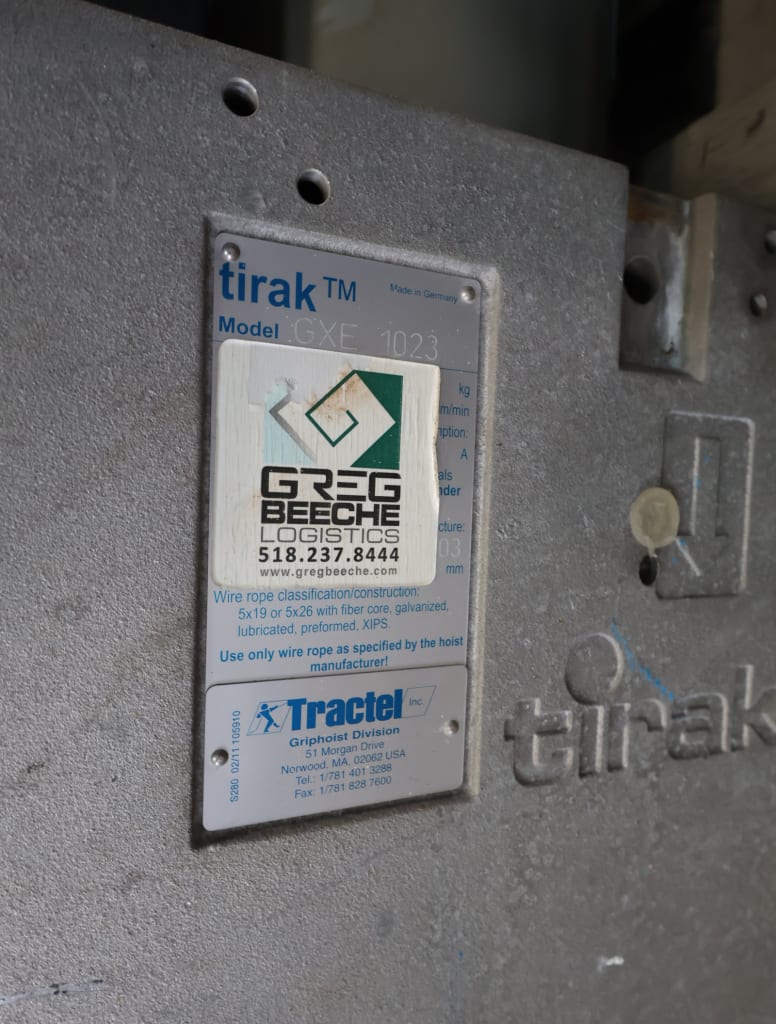 tirak™
Made in Germany
Model GXE 1023
kg
m/min
A
nder
03
mm
GREG
BEECHE
LOGISTICS
518.237.8444
www.gregbeeche.com
Wire rope classification/construction:
5x19 or 5x26 with fiber core, galvanized,
lubricated, preformed, XIPS.
Use only wire rope as specified by the hoist
manufacturer!
Tractel Inc.
Griphoist Division
51 Morgan Drive
Norwood, MA. 02062 USA
Tel.: 1/781 401 3288
Fax: 1/781 828 7600
S280 02/11 105910
tirak